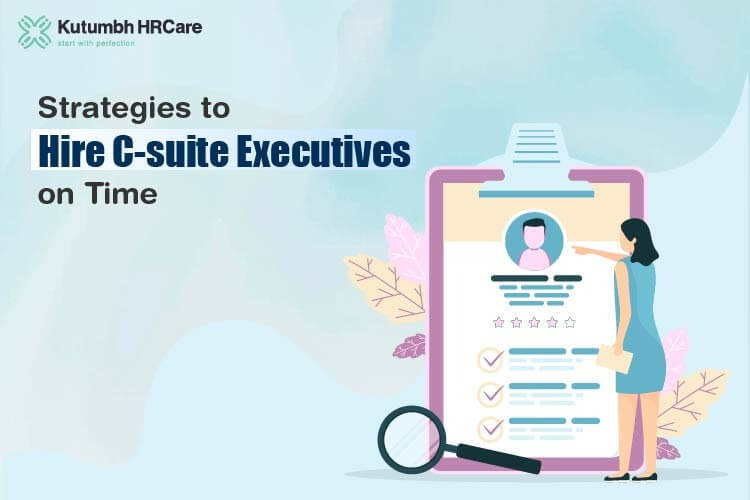 Kutumbh HRCare
start with perfection
Strategies to
Hire C-suite Executives
on Time